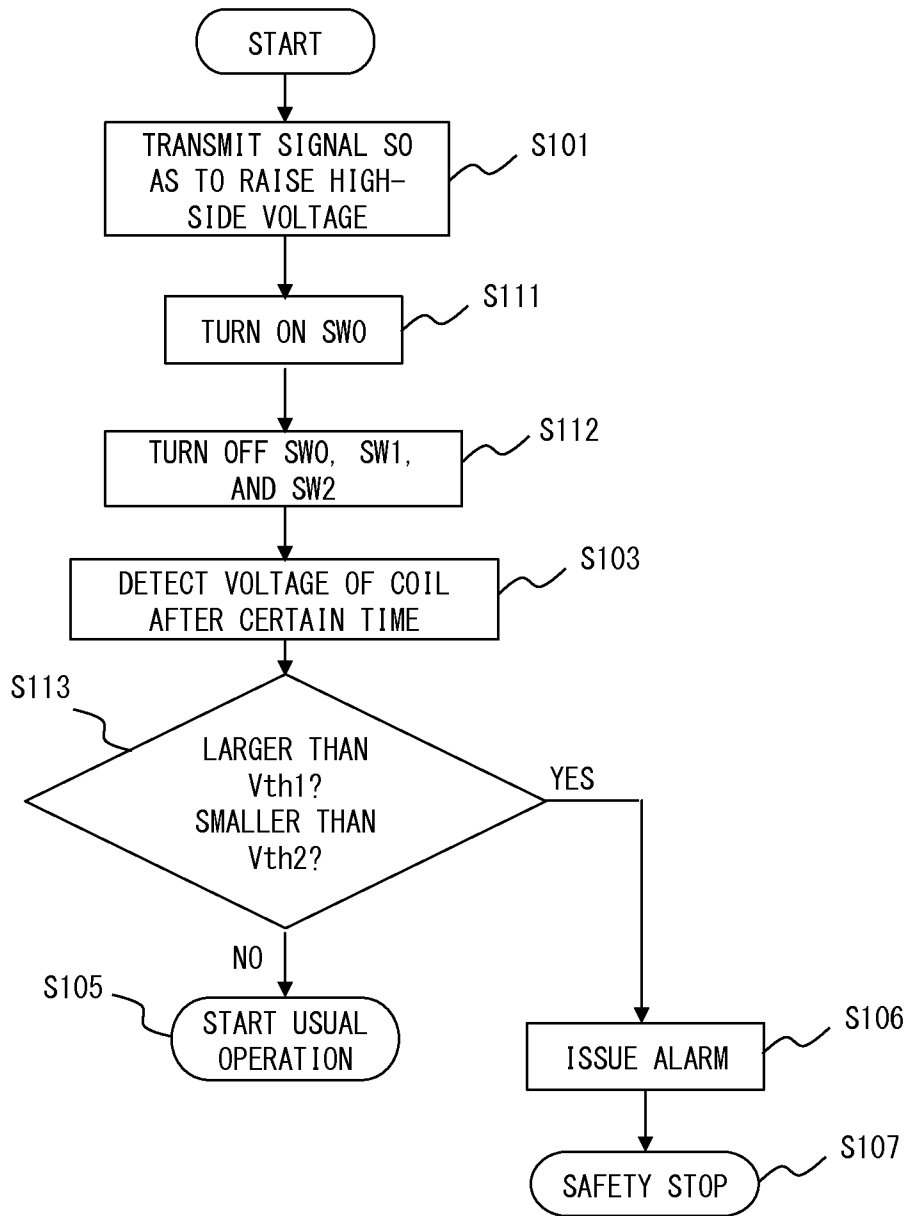 START
TRANSMIT SIGNAL SO
AS TO RAISE HIGH-
SIDE VOLTAGE
S101
TURN ON SW0
S111
TURN OFF SW0, SW1,
AND SW2
S112
DETECT VOLTAGE OF COIL
AFTER CERTAIN TIME
S103
S113
LARGER THAN
Vth1?
SMALLER THAN
Vth2?
YES
NO
S105
START USUAL
OPERATION
ISSUE ALARM
S106
SAFETY STOP
S107